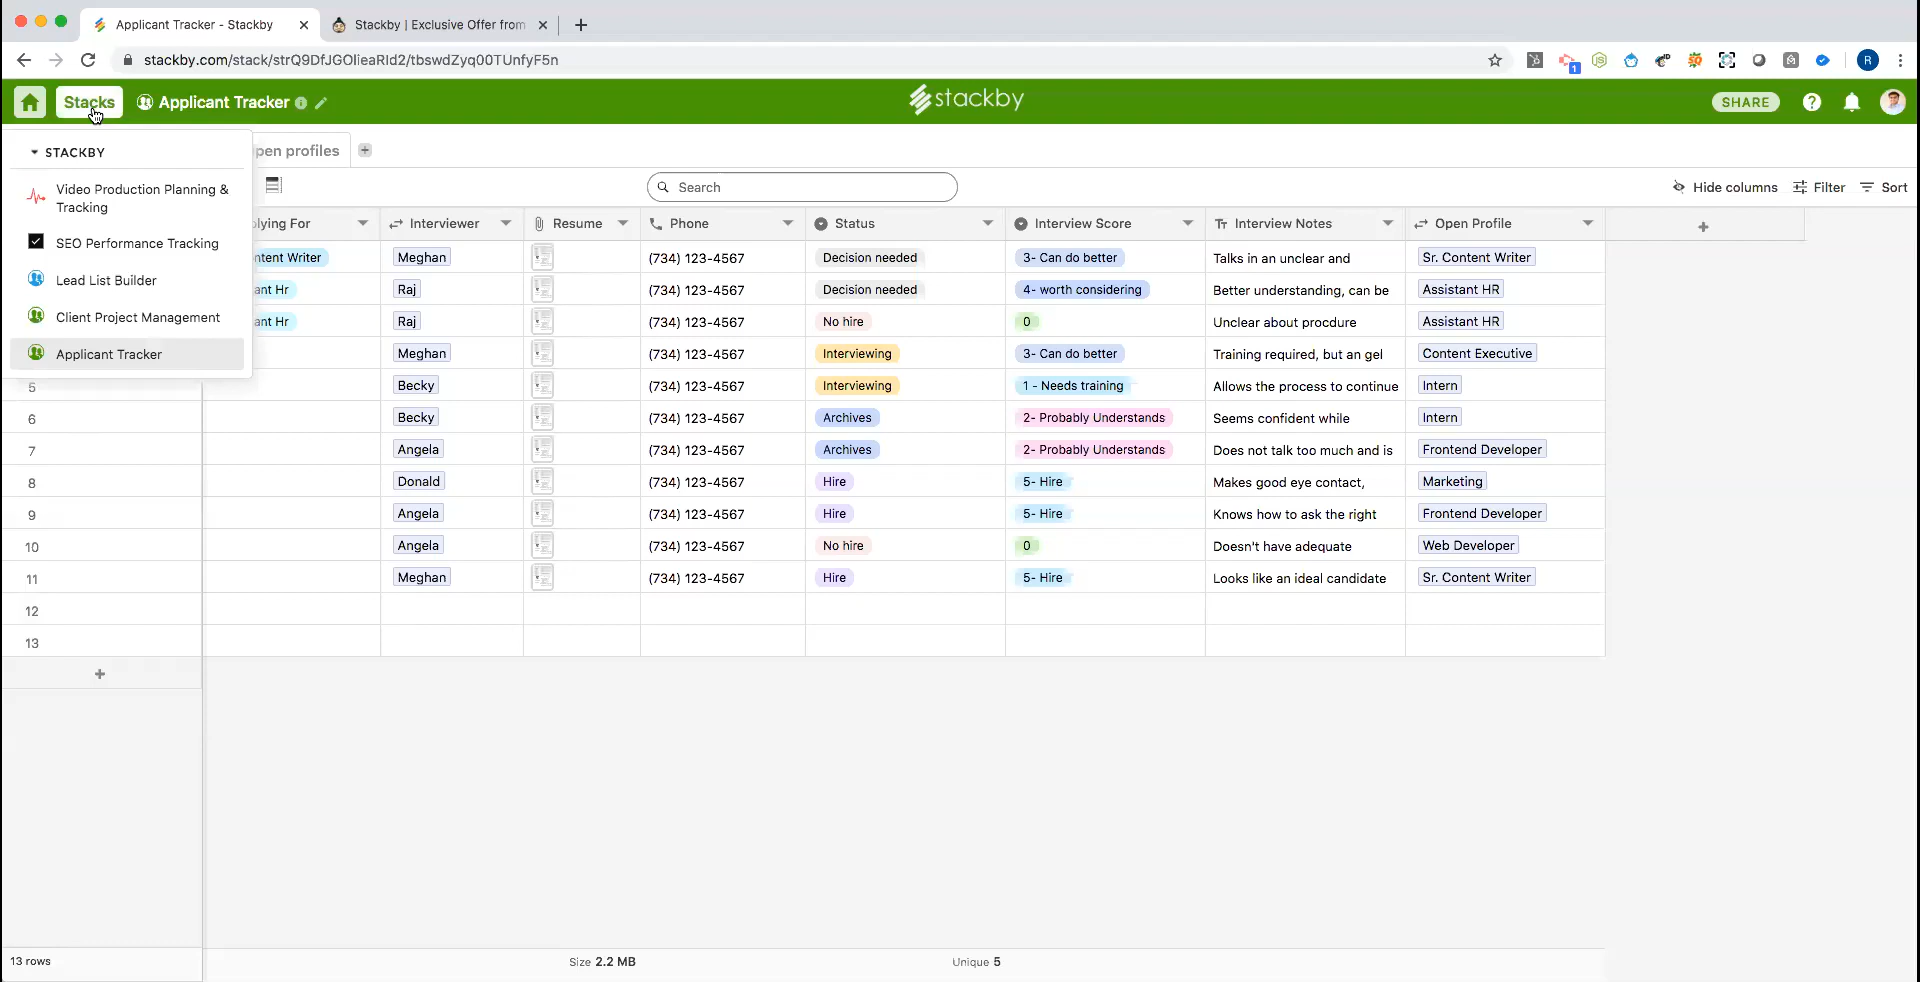 Applicant Tracker - Stackby
Stackby | Exclusive Offer from
stackby.com/stack/strQ9DfJGOlieaRld2/tbswdZyq00TUnfyF5n
1
R
Stacks
Applicant Tracker
stackby
SHARE
STACKBY
pen profiles
Video Production Planning &
Tracking
SEO Performance Tracking
Lead List Builder
Client Project Management
Applicant Tracker
Search
Hide columns
Filter
Sort
lying For
Interviewer
Resume
Phone
Status
Interview Score
Interview Notes
Open Profile
ntent Writer Meghan (734) 123-4567 Decision needed 3- Can do better Talks in an unclear and Sr. Content Writer
ant Hr Raj (734) 123-4567 Decision needed 4- worth considering Better understanding, can be Assistant HR
ant Hr Raj (734) 123-4567 No hire 0 Unclear about procdure Assistant HR
Meghan (734) 123-4567 Interviewing 3- Can do better Training required, but an gel Content Executive
5 Becky (734) 123-4567 Interviewing 1 - Needs training Allows the process to continue Intern
6 Becky (734) 123-4567 Archives 2- Probably Understands Seems confident while Intern
7 Angela (734) 123-4567 Archives 2- Probably Understands Does not talk too much and is Frontend Developer
8 Donald (734) 123-4567 Hire 5- Hire Makes good eye contact, Marketing
9 Angela (734) 123-4567 Hire 5- Hire Knows how to ask the right Frontend Developer
10 Angela (734) 123-4567 No hire 0 Doesn't have adequate Web Developer
11 Meghan (734) 123-4567 Hire 5- Hire Looks like an ideal candidate Sr. Content Writer
12
13
13 rows
Size 2.2 MB
Unique 5